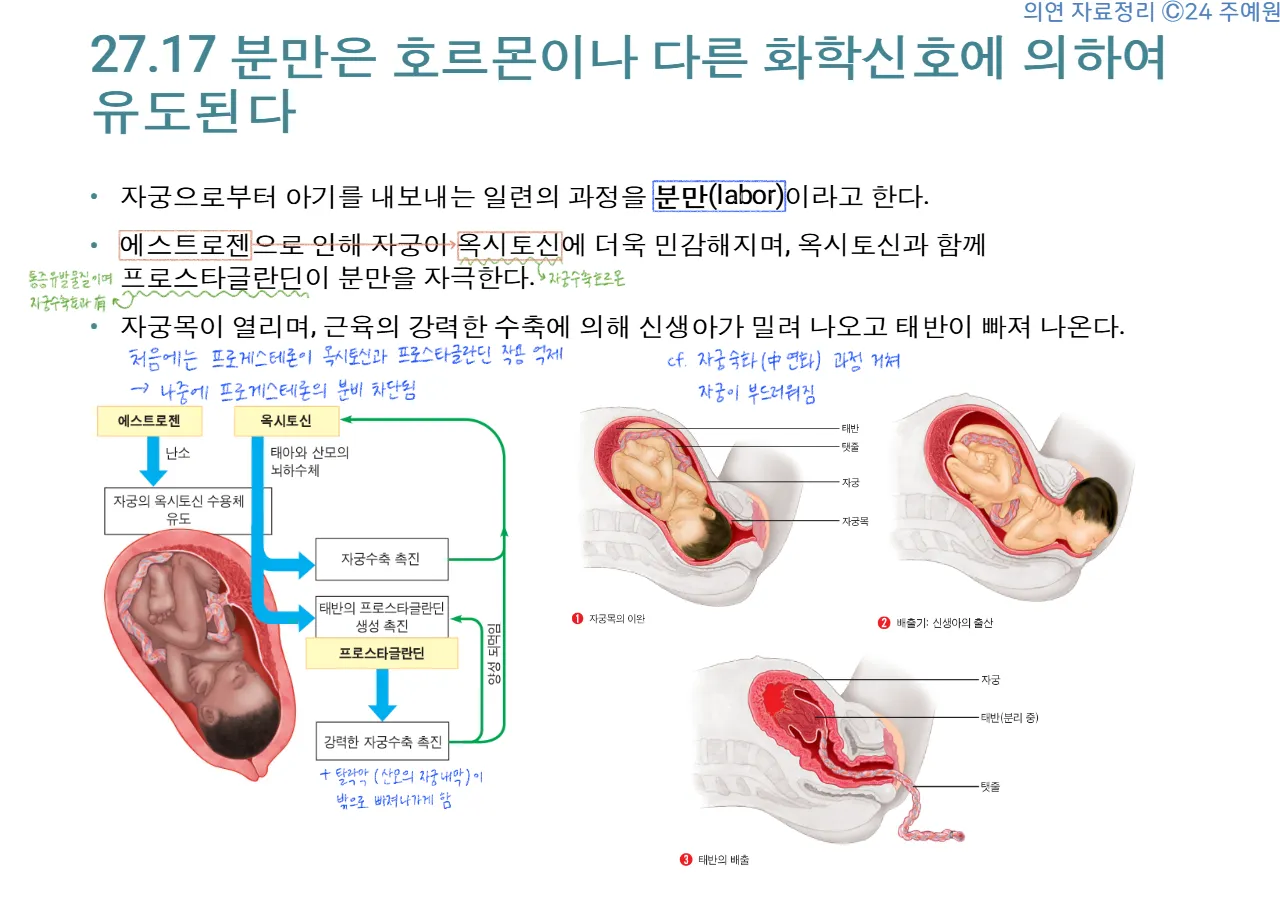 의연 자료정리 ©24 주예원
27.17 분만은 호르몬이나 다른 화학신호에 의하여
유도된다
• 자궁으로부터 아기를 내보내는 일련의 과정을 분만(labor)이라고 한다.
• 에스트로젠으로 인해 자궁이 옥시토신에 더욱 민감해지며, 옥시토신과 함께
프로스타글란딘이 분만을 자극한다.
자궁수축호르몬
통증유발물질이며
자궁수축효과 有
• 자궁목이 열리며, 근육의 강력한 수축에 의해 신생아가 밀려 나오고 태반이 빠져 나온다.
처음에는 프로게스테론이 옥시토신과 프로스타글란딘 작용 억제
→ 나중에 프로게스테론의 분비 차단됨
cf. 자궁숙화(中 연화) 과정 거쳐
자궁이 부드러워짐
에스트로젠
난소
자궁의 옥시토신 수용체
유도
옥시토신
태아와 산모의
뇌하수체
자궁수축 촉진
태반의 프로스타글란딘
생성 촉진
프로스타글란딘
강력한 자궁수축 촉진
양성 되먹임
+ 탈락막 (산모의 자궁내막)이
밖으로 빠져나가게 함
태반
탯줄
자궁
자궁목
1 자궁목의 이완
2 배출기: 신생아의 출산
자궁
태반(분리 중)
탯줄
3 태반의 배출